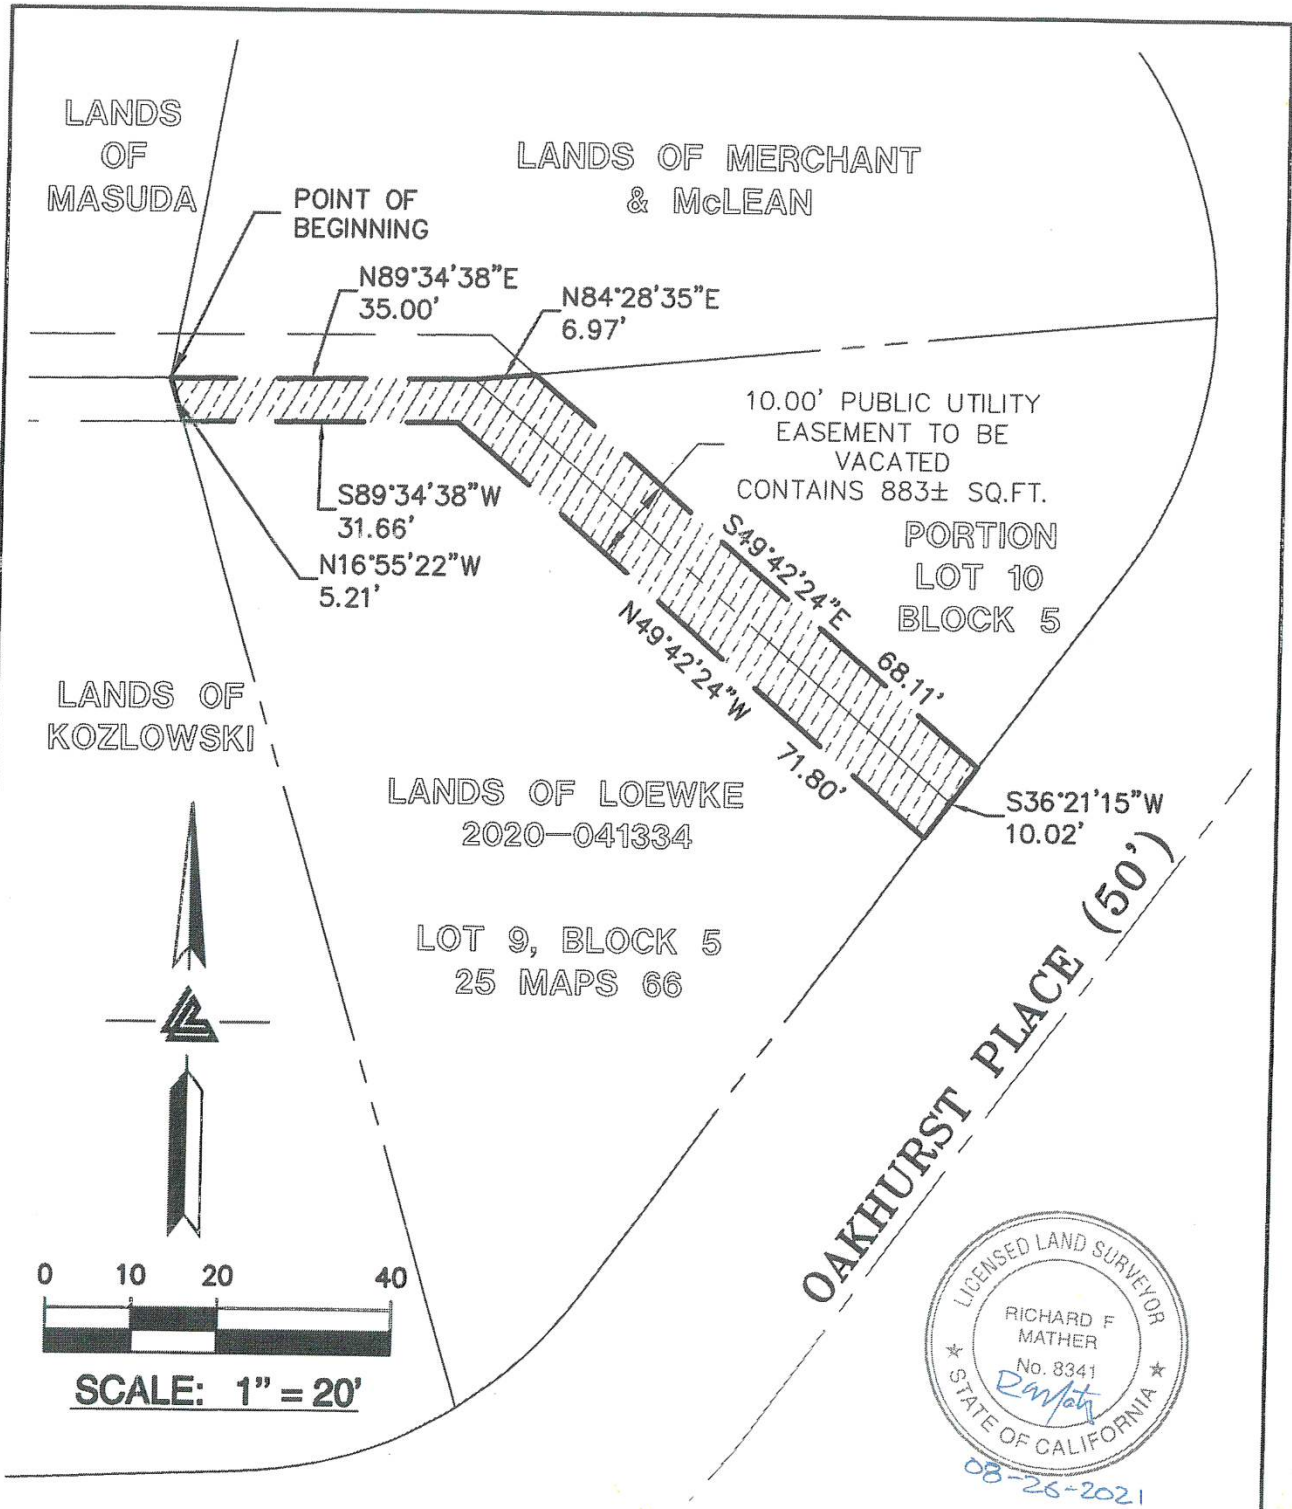 LANDS
OF
MASUDA
LANDS OF MERCHANT
& McLEAN
POINT OF
BEGINNING
N89°34'38"E
35.00'
N84°28'35"E
6.97'
10.00' PUBLIC UTILITY
EASEMENT TO BE
VACATED
CONTAINS 883± SQ.FT.
S89°34'38"W
31.66'
N16°55'22"W
5.21'
S49°42'24"E
68.11'
PORTION
LOT 10
BLOCK 5
N49°42'24"W
71.80'
LANDS OF
KOZLOWSKI
LANDS OF LOEWKE
2020-041334
S36°21'15"W
10.02'
LOT 9, BLOCK 5
25 MAPS 66
OAKHURST PLACE (50')
0 10 20 40
SCALE: 1" = 20'
LICENSED LAND SURVEYOR
RICHARD F
MATHER
No. 8341
STATE OF CALIFORNIA
08-26-2021